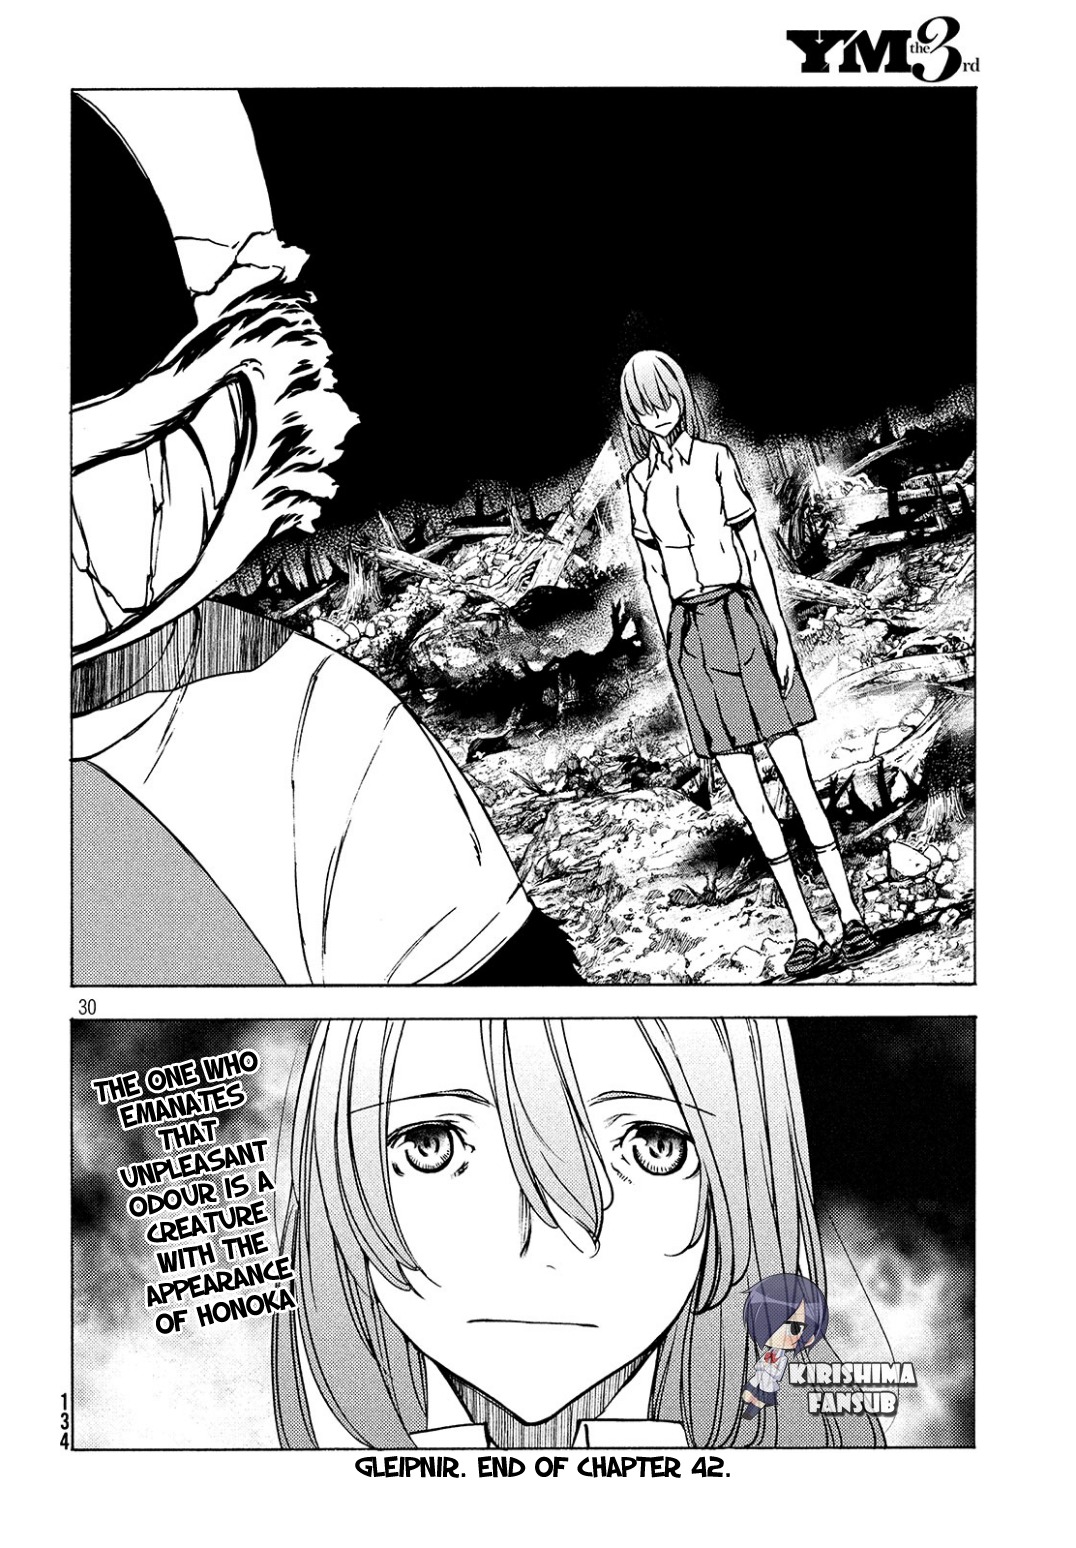 YM the 3rd
30
THE ONE WHO
EMANATES
THAT
UNPLEASANT
ODOUR IS A
CREATURE
WITH THE
APPEARANCE
OF HONOKA
KIRISHIMA
FANSUB
134
GLEIPNIR. END OF CHAPTER 42.